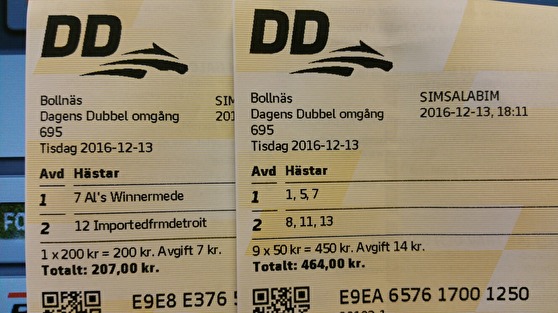 DD
Bollnäs
Dagens Dubbel omgång
695
Tisdag 2016-12-13
Avd Hästar
1 7 Al's Winnermede
2 12 Importedfrmdetroit
1 x 200 kr = 200 kr. Avgift 7 kr.
Totalt: 207,00 kr.
E9E8 E376
DD
Bollnäs SIMSALABIM
Dagens Dubbel omgång 2016-12-13, 18:11
695
Tisdag 2016-12-13
Avd Hästar
1 1, 5, 7
2 8, 11, 13
9 x 50 kr = 450 kr. Avgift 14 kr.
Totalt: 464,00 kr.
E9EA 6576 1700 1250